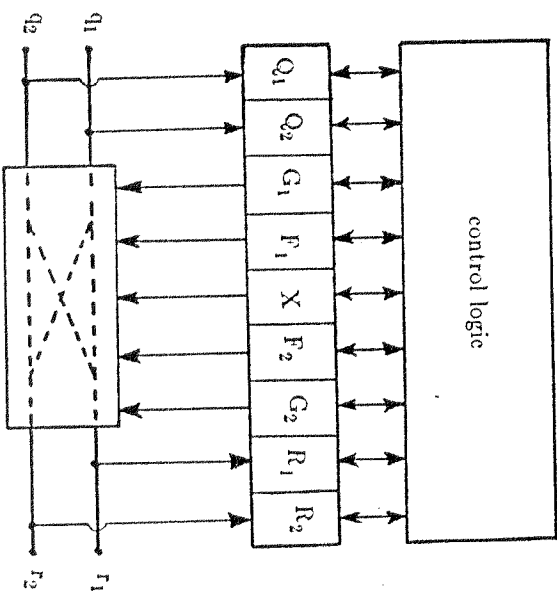 control logic
Q₁ Q₂ G₁ F₁ X F₂ G₂ R₁ R₂
q₁ r₁
q₂ r₂